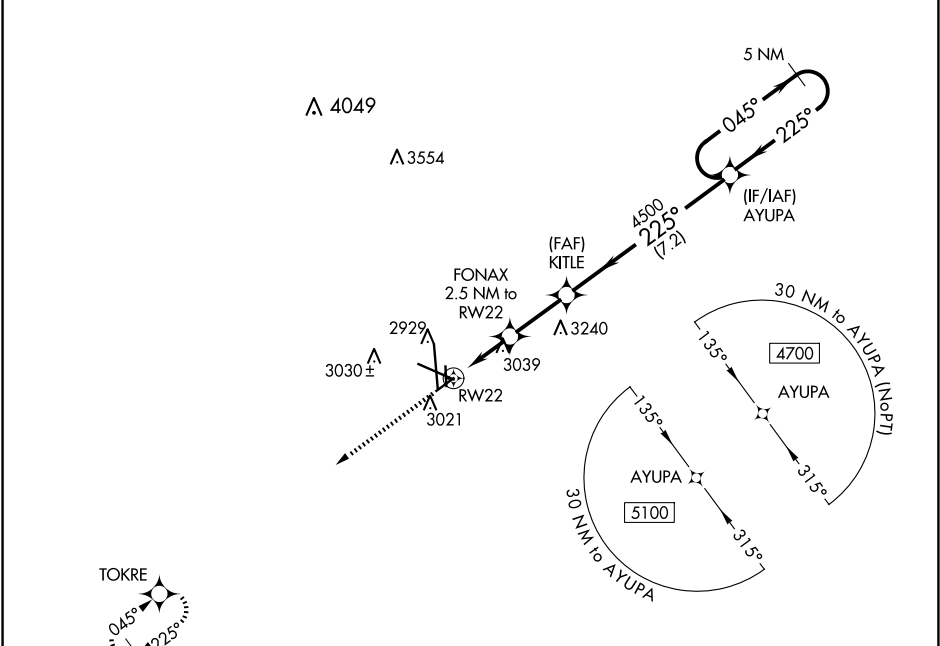 5 NM
4049
045°
225°
3554
(IF/IAF)
AYUPA
4500
225°
(7.2)
(FAF)
KITLE
FONAX
2.5 NM to
RW22
30 NM to AYUPA (NoPT)
2929
3240
135°
4700
3030±
3039
AYUPA
RW22
135°
3021
315°
AYUPA
5100
30 NM to AYUPA
315°
TOKRE
045°
225°